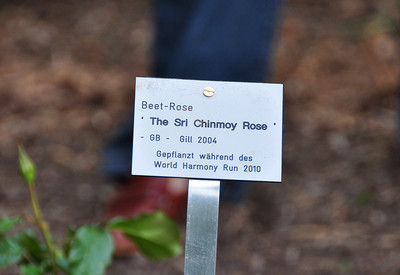 Beet-Rose
' The Sri Chinmoy Rose '
- GB - Gill 2004
Gepflanzt während des
World Harmony Run 2010